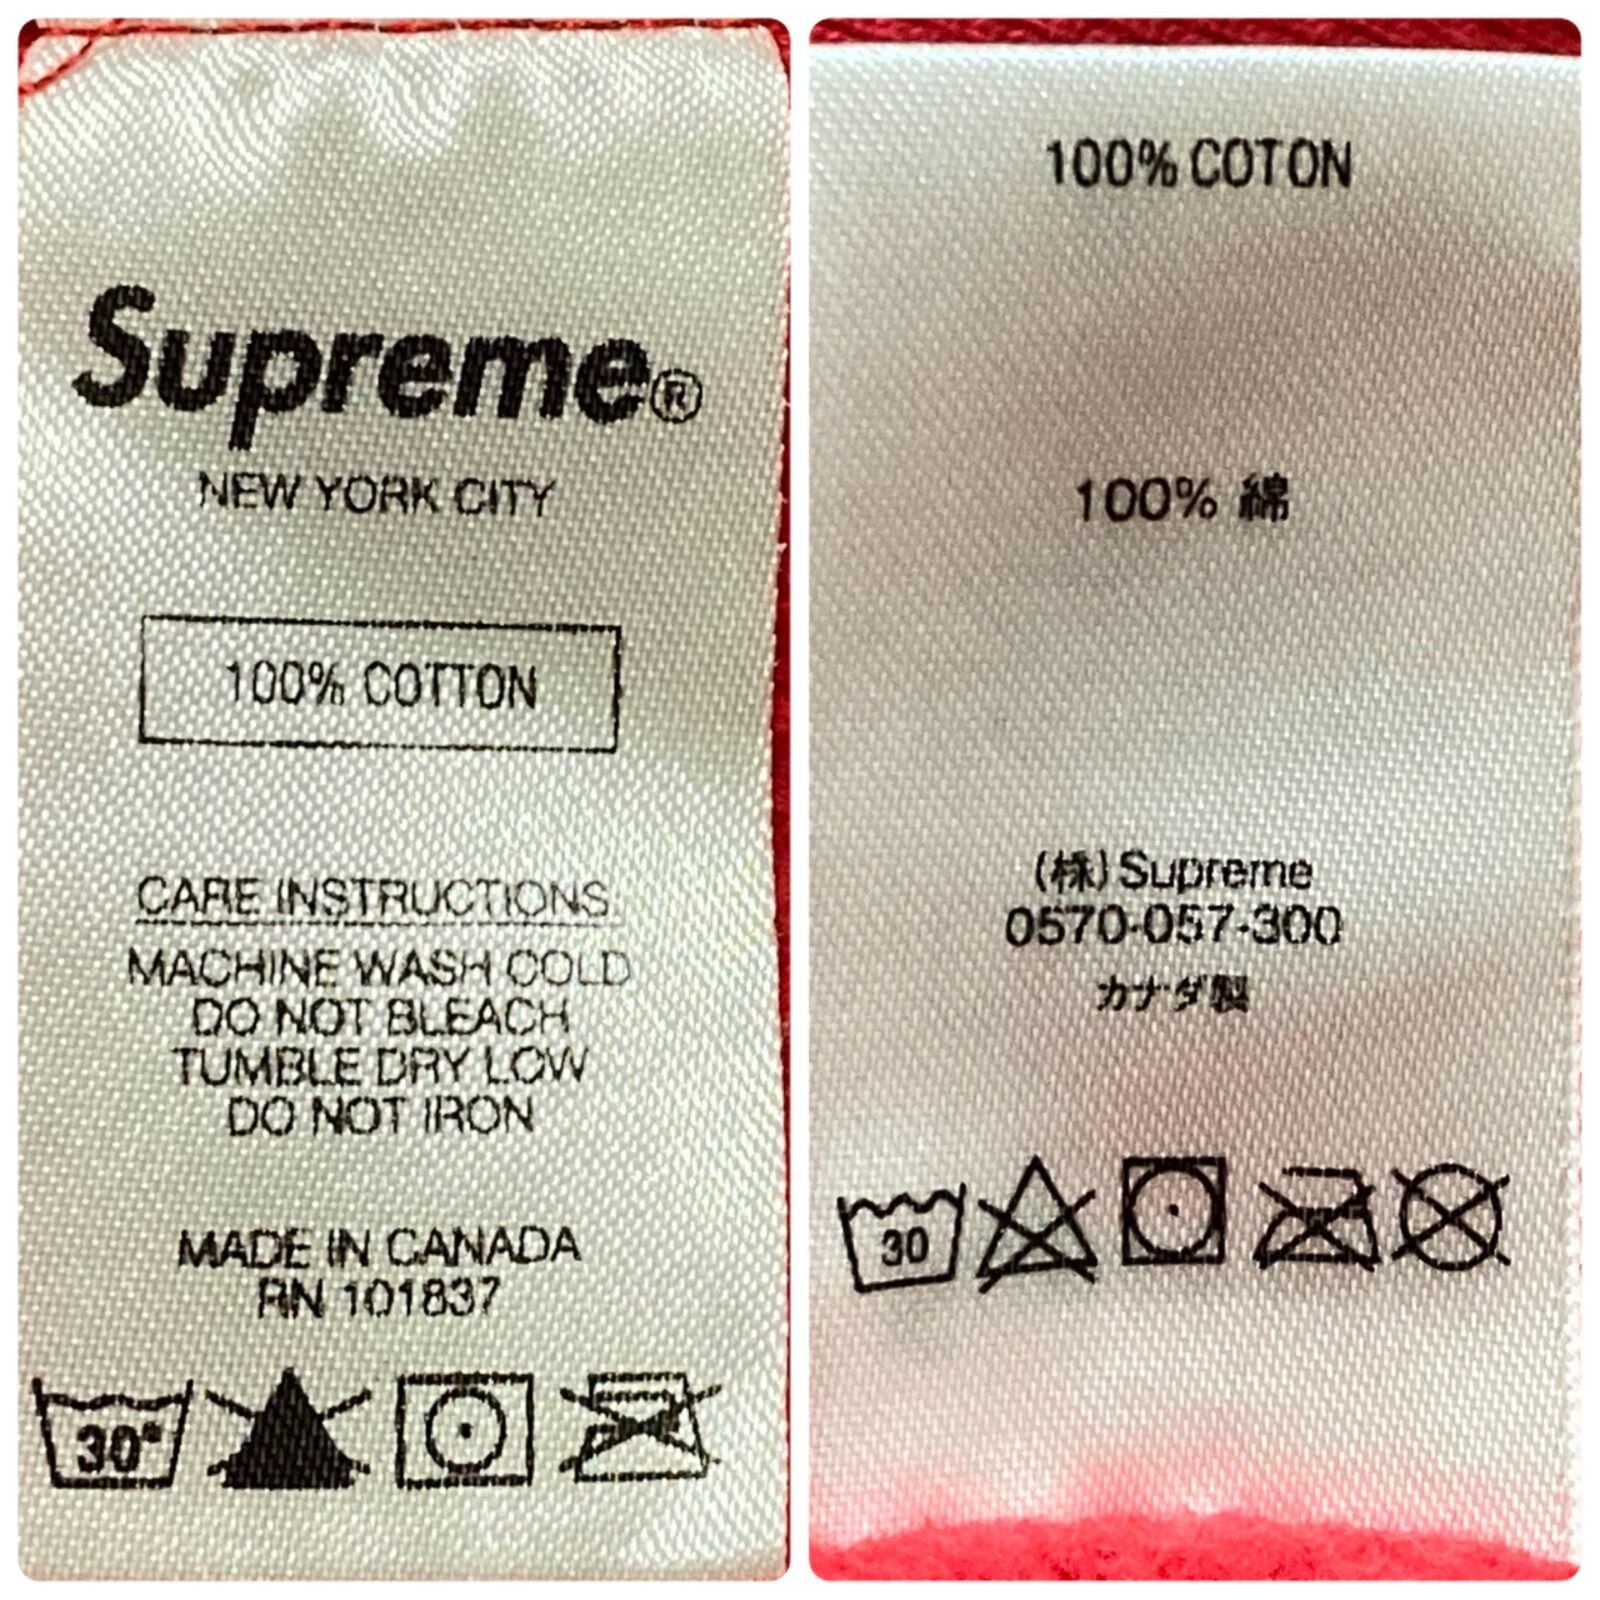 Supreme®
NEW YORK CITY
100% COTTON
CARE INSTRUCTIONS
MACHINE WASH COLD
DO NOT BLEACH
TUMBLE DRY LOW
DO NOT IRON
MADE IN CANADA
RN 101837
30°
100% COTON
100% 綿
(株) Supreme
0570-057-300
カナダ製
30